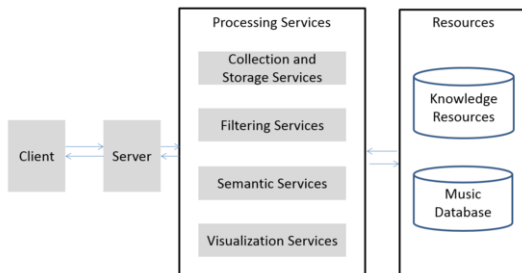 Processing Services
Resources
Collection and
Storage Services
Knowledge
Resources
Filtering Services
Client
Server
Semantic Services
Music
Database
Visualization Services